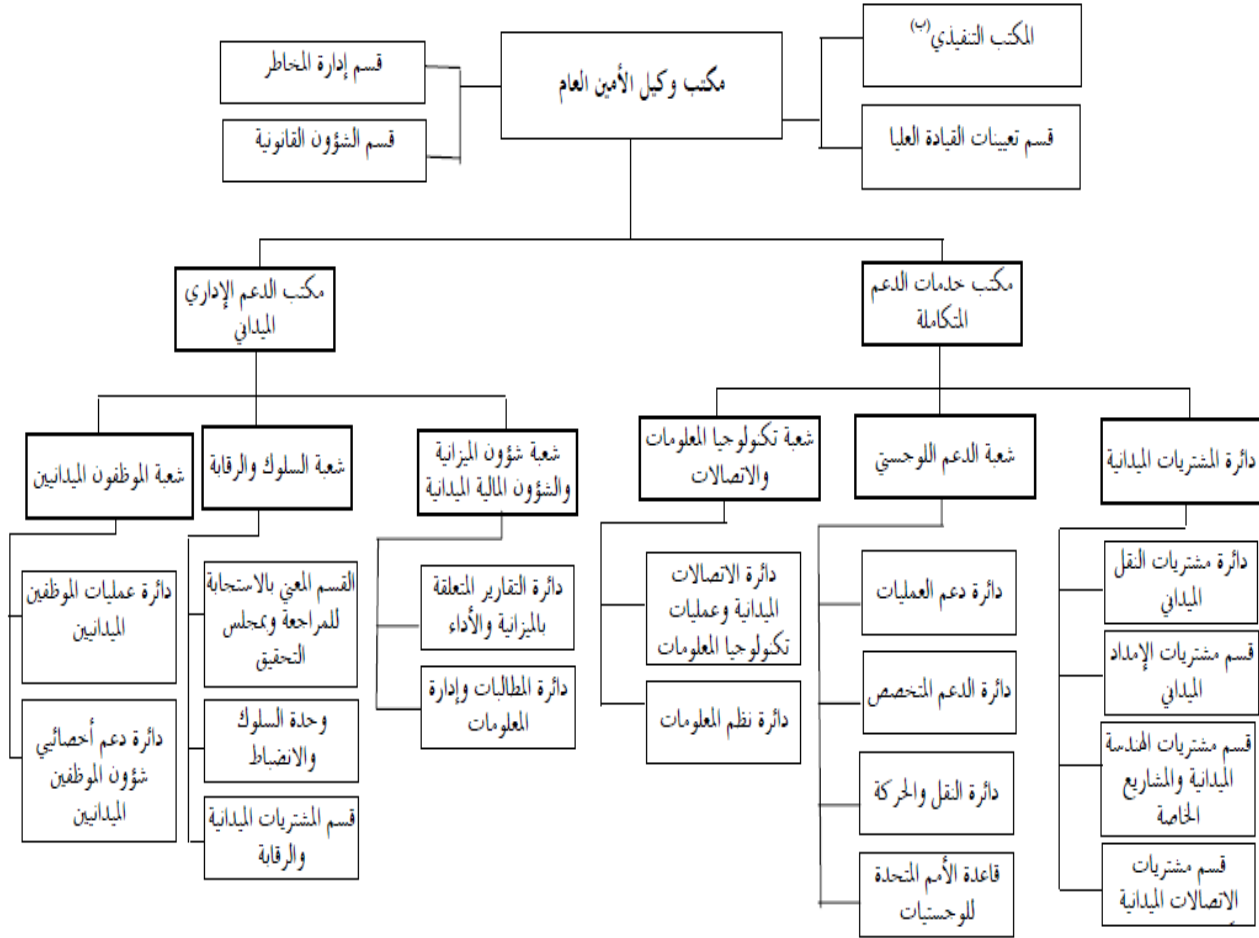 المكتب التنفيذي(ب)
قسم تعيينات القيادة العليا
مكتب وكيل الأمين العام
قسم إدارة المخاطر
قسم الشؤون القانونية
مكتب خدمات الدعم
المتكاملة
مكتب الدعم الإداري
الميداني
دائرة المشتريات الميدانية
شعبة الدعم اللوجستي
شعبة تكنولوجيا المعلومات
والاتصالات
شعبة شؤون الميزانية
والشؤون المالية الميدانية
شعبة السلوك والرقابة
شعبة الموظفون الميدانيين
دائرة مشتريات النقل
الميداني
قسم مشتريات الإمداد
الميداني
قسم مشتريات الهندسة
الميدانية والمشاريع
الخاصة
قسم مشتريات
الاتصالات الميدانية
دائرة دعم العمليات
دائرة الدعم المتخصص
دائرة النقل والحركة
قاعدة الأمم المتحدة
للوجستيات
دائرة الاتصالات
الميدانية وعمليات
تكنولوجيا المعلومات
دائرة نظم المعلومات
دائرة التقارير المتعلقة
بالميزانية والأداء
دائرة المطالبات وإدارة
المعلومات
القسم المعني بالاستجابة
للمراجعة وبمجلس
التحقيق
وحدة السلوك
والانضباط
قسم المشتريات الميدانية
والرقابة
دائرة عمليات الموظفين
الميدانيين
دائرة دعم أخصائيي
شؤون الموظفين
الميدانيين